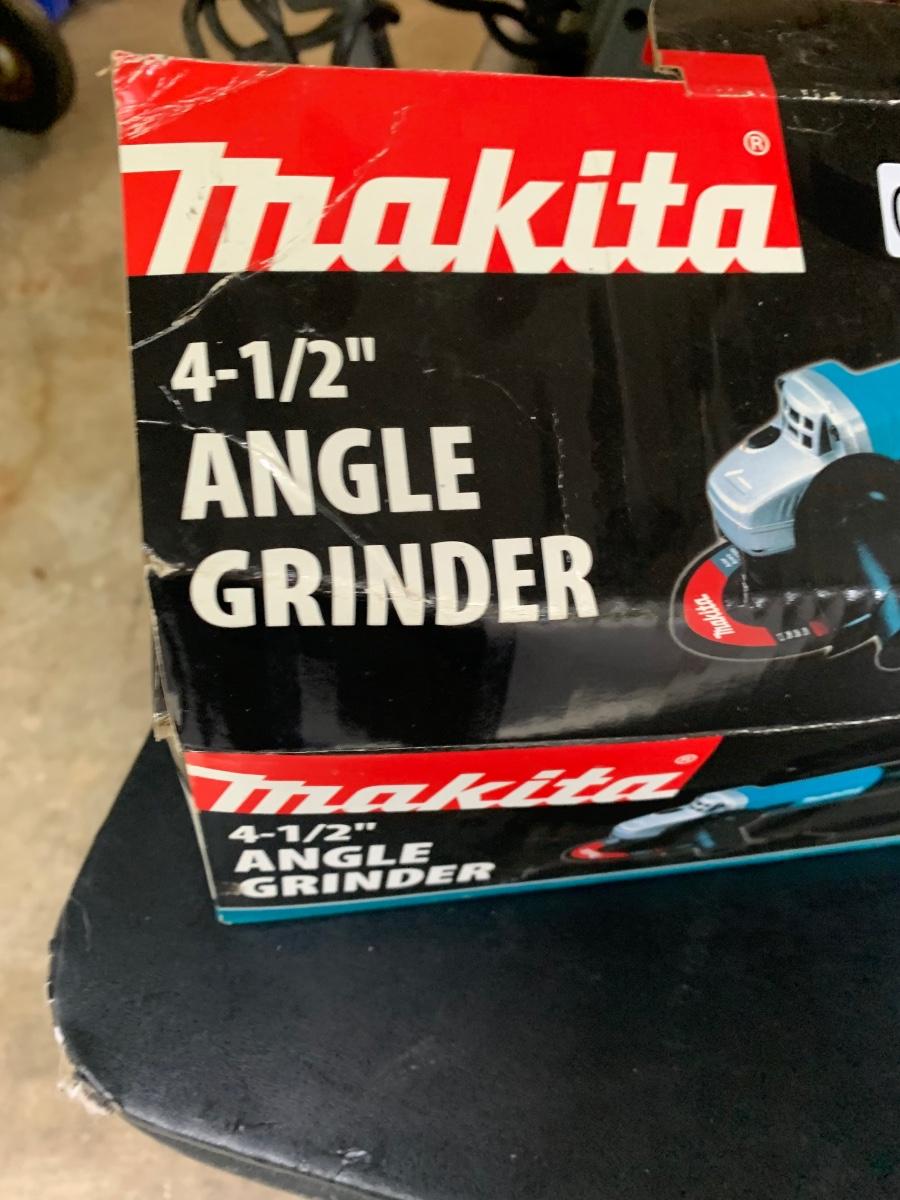 makita®
4-1/2"
ANGLE
GRINDER
makita
makita®
4-1/2"
ANGLE
GRINDER